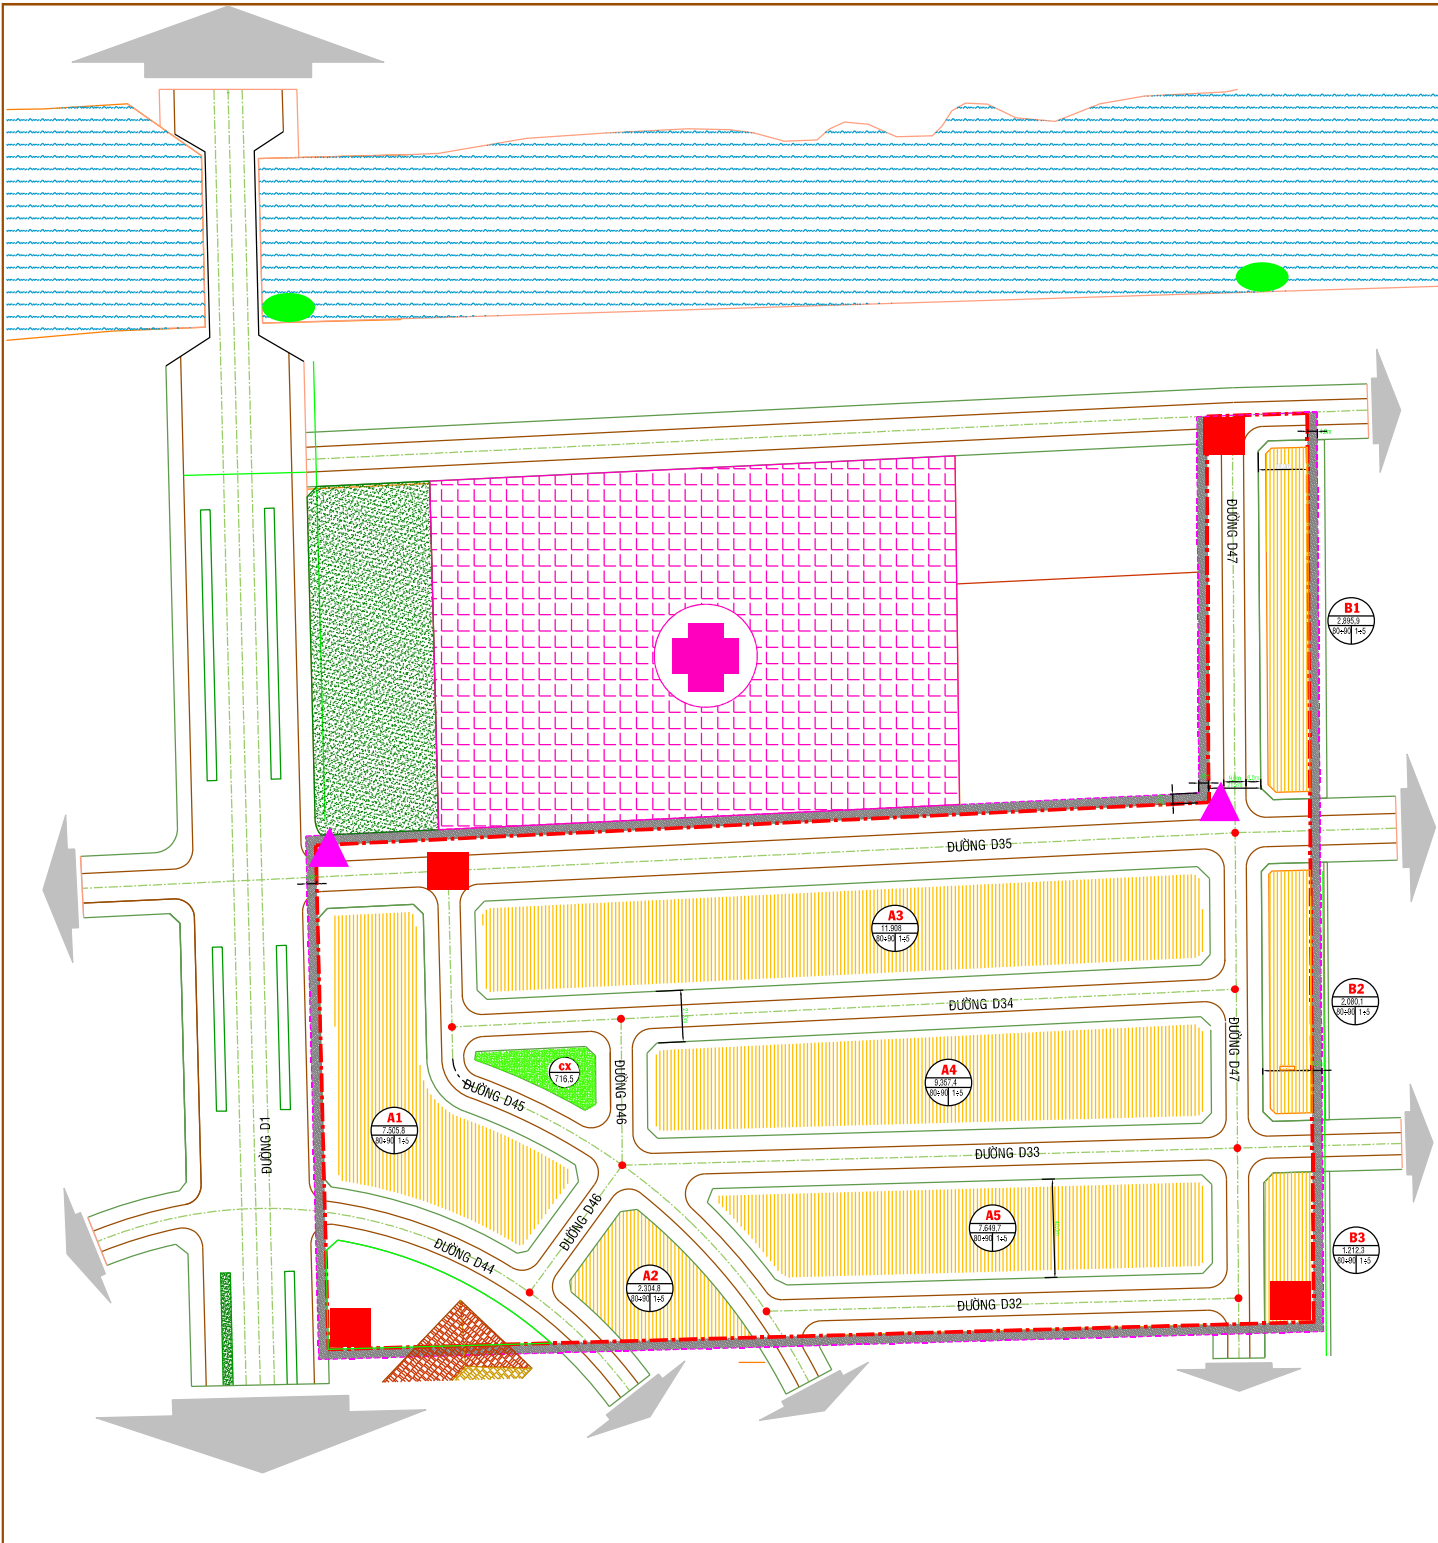 ĐƯỜNG D47
B1
2.895,9
80÷90 1÷5
ĐƯỜNG D35
A3
11.908
80÷90 1÷5
B2
2.080,1
80÷90 1÷5
ĐƯỜNG D34
ĐƯỜNG D47
cx
716,5
ĐƯỜNG D46
A4
9.357,4
80÷90 1÷5
ĐƯỜNG D45
A1
7.505,8
80÷90 1÷5
ĐƯỜNG D1
ĐƯỜNG D33
ĐƯỜNG D46
A5
7.649,7
80÷90 1÷5
B3
1.212,3
80÷90 1÷5
ĐƯỜNG D44
A2
2.304,8
80÷90 1÷5
ĐƯỜNG D32